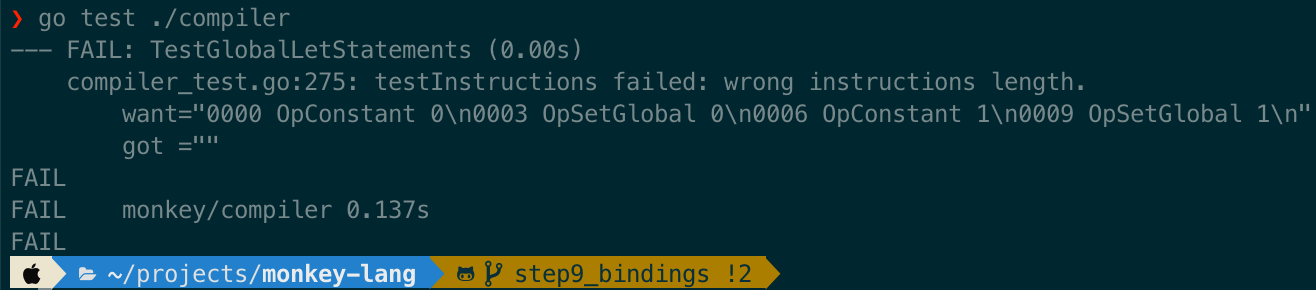 ❯ go test ./compiler
--- FAIL: TestGlobalLetStatements (0.00s)
    compiler_test.go:275: testInstructions failed: wrong instructions length.
        want="0000 OpConstant 0\n0003 OpSetGlobal 0\n0006 OpConstant 1\n0009 OpSetGlobal 1\n"
        got =""
FAIL
FAIL    monkey/compiler 0.137s
FAIL
~/projects/monkey-lang step9_bindings !2